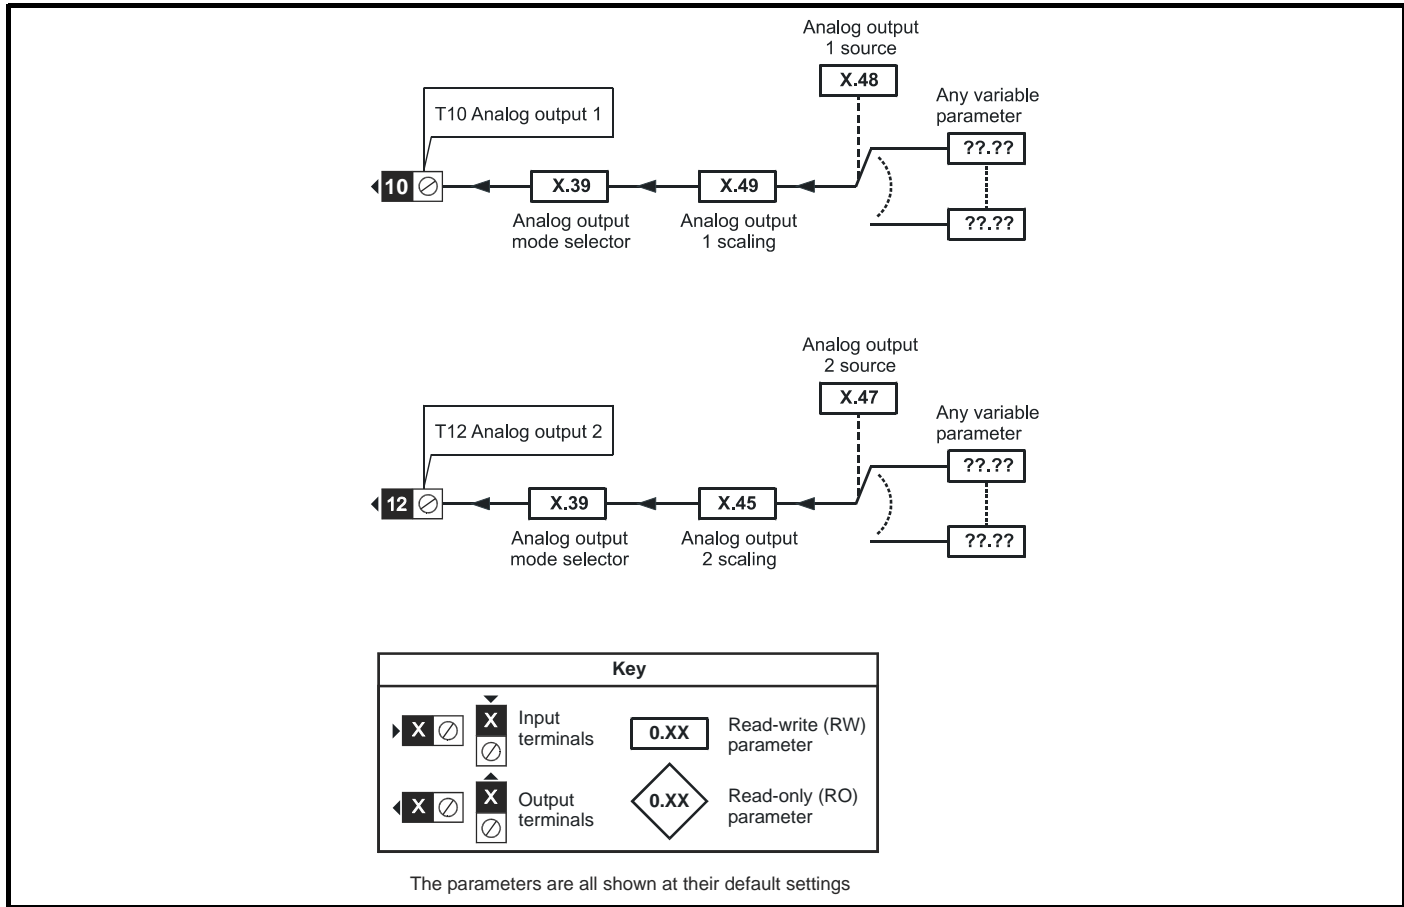 Analog output
1 source
X.48
Any variable
parameter
T10 Analog output 1
??.??
10
X.39
X.49
Analog output
mode selector
Analog output
1 scaling
??.??
Analog output
2 source
X.47
Any variable
parameter
T12 Analog output 2
??.??
12
X.39
X.45
Analog output
mode selector
Analog output
2 scaling
??.??
Key
X
X
Input
terminals
0.XX
Read-write (RW)
parameter
X
X
Output
terminals
0.XX
Read-only (RO)
parameter
The parameters are all shown at their default settings